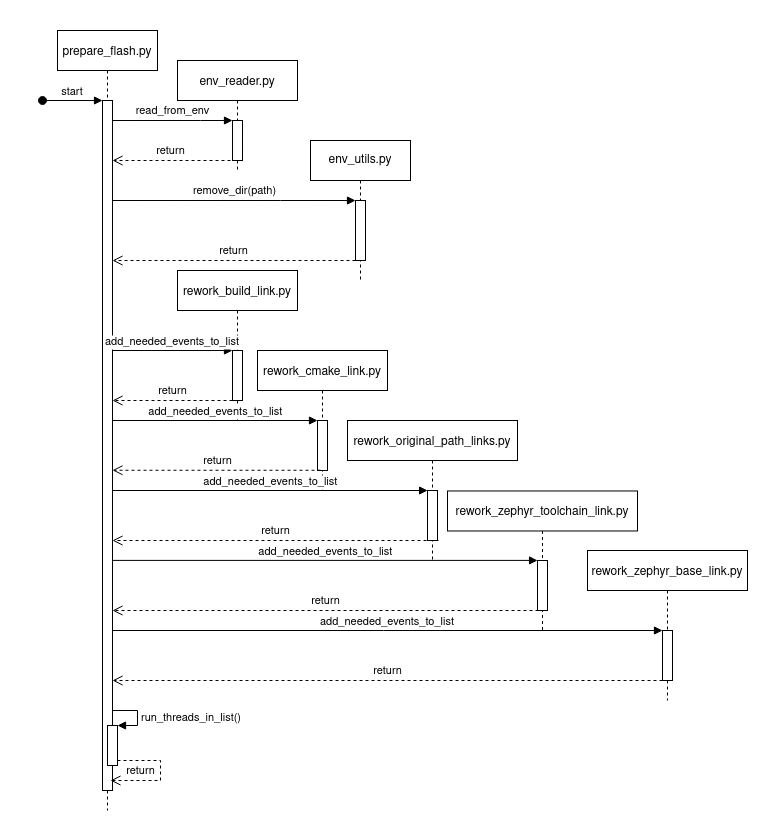 prepare_flash.py
env_reader.py
start
read_from_env
return
env_utils.py
remove_dir(path)
return
rework_build_link.py
add_needed_events_to_list
rework_cmake_link.py
return
add_needed_events_to_list
rework_original_path_links.py
return
add_needed_events_to_list
rework_zephyr_toolchain_link.py
return
add_needed_events_to_list
rework_zephyr_base_link.py
return
add_needed_events_to_list
return
run_threads_in_list()
return